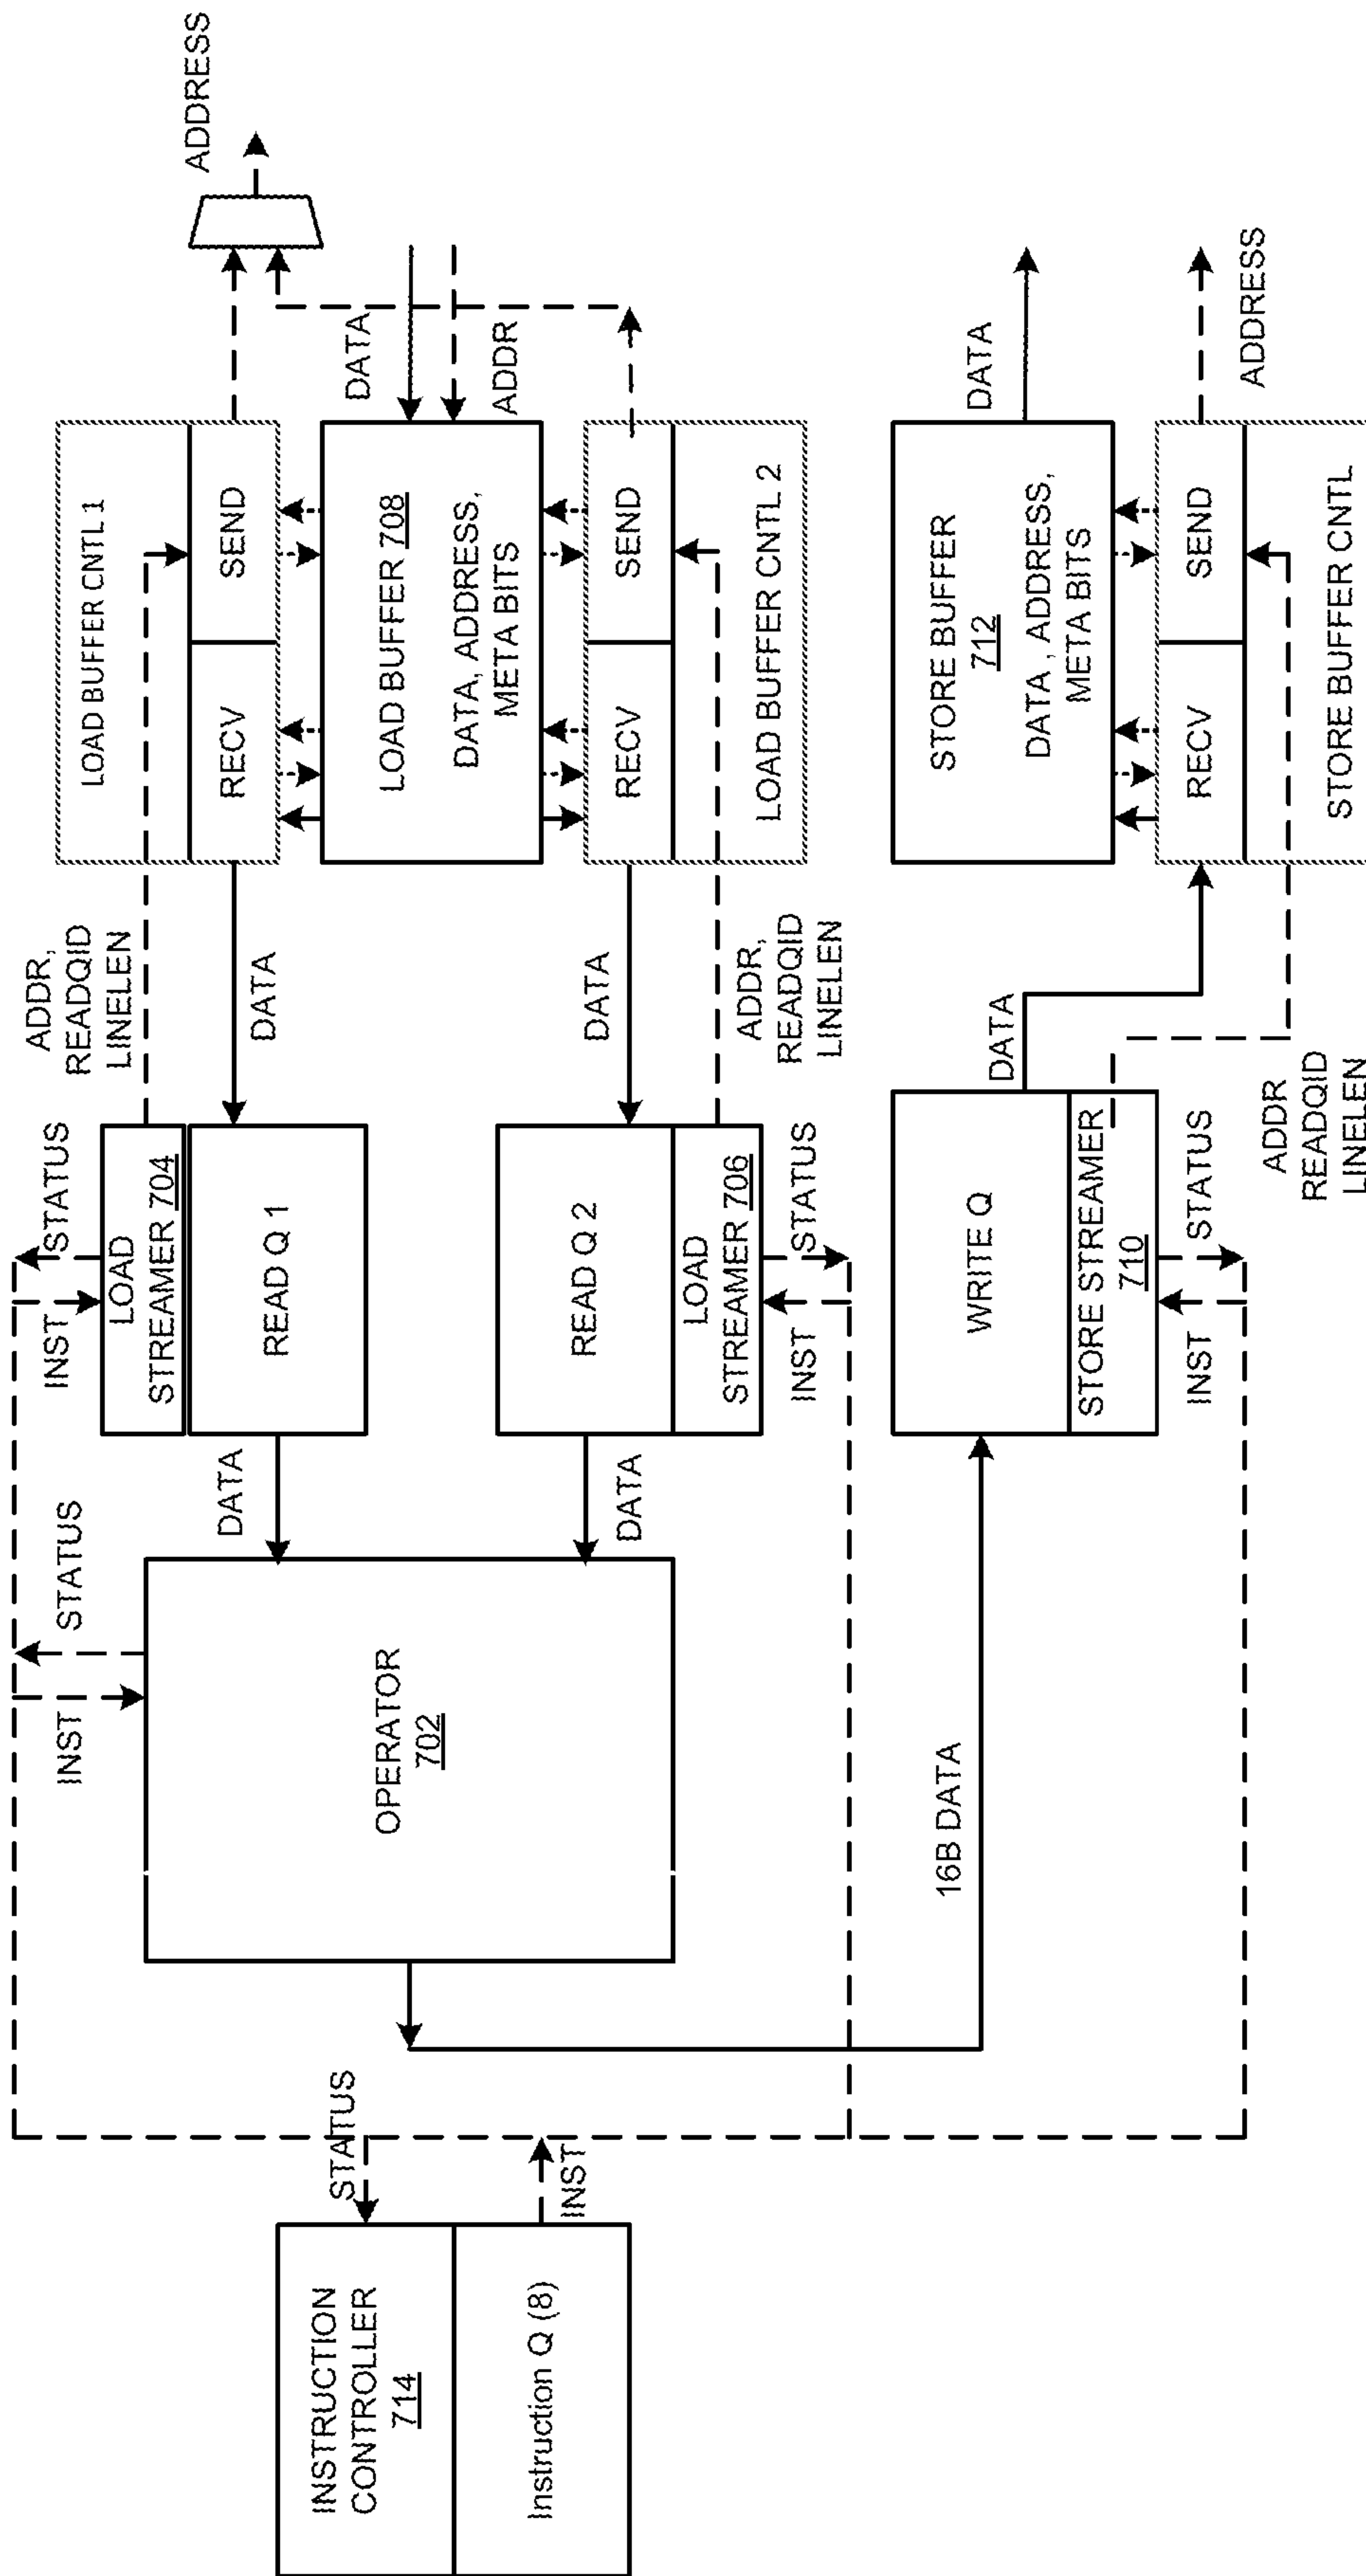 INSTRUCTION
CONTROLLER
714
Instruction Q (8)
STATUS
INST
INST
STATUS
OPERATOR
702
16B DATA
DATA
DATA
INST
STATUS
LOAD
STREAMER 704
READ Q 1
READ Q 2
LOAD
STREAMER 706
INST
STATUS
WRITE Q
STORE STREAMER
710
INST
STATUS
ADDR,
READQID
LINELEN
DATA
DATA
ADDR,
READQID
LINELEN
DATA
ADDR
READQID
LINELEN
LOAD BUFFER CNTL 1
RECV
SEND
LOAD BUFFER 708
DATA, ADDRESS,
META BITS
RECV
SEND
LOAD BUFFER CNTL 2
STORE BUFFER
712
DATA , ADDRESS,
META BITS
RECV
SEND
STORE BUFFER CNTL
ADDRESS
DATA
ADDR
DATA
ADDRESS